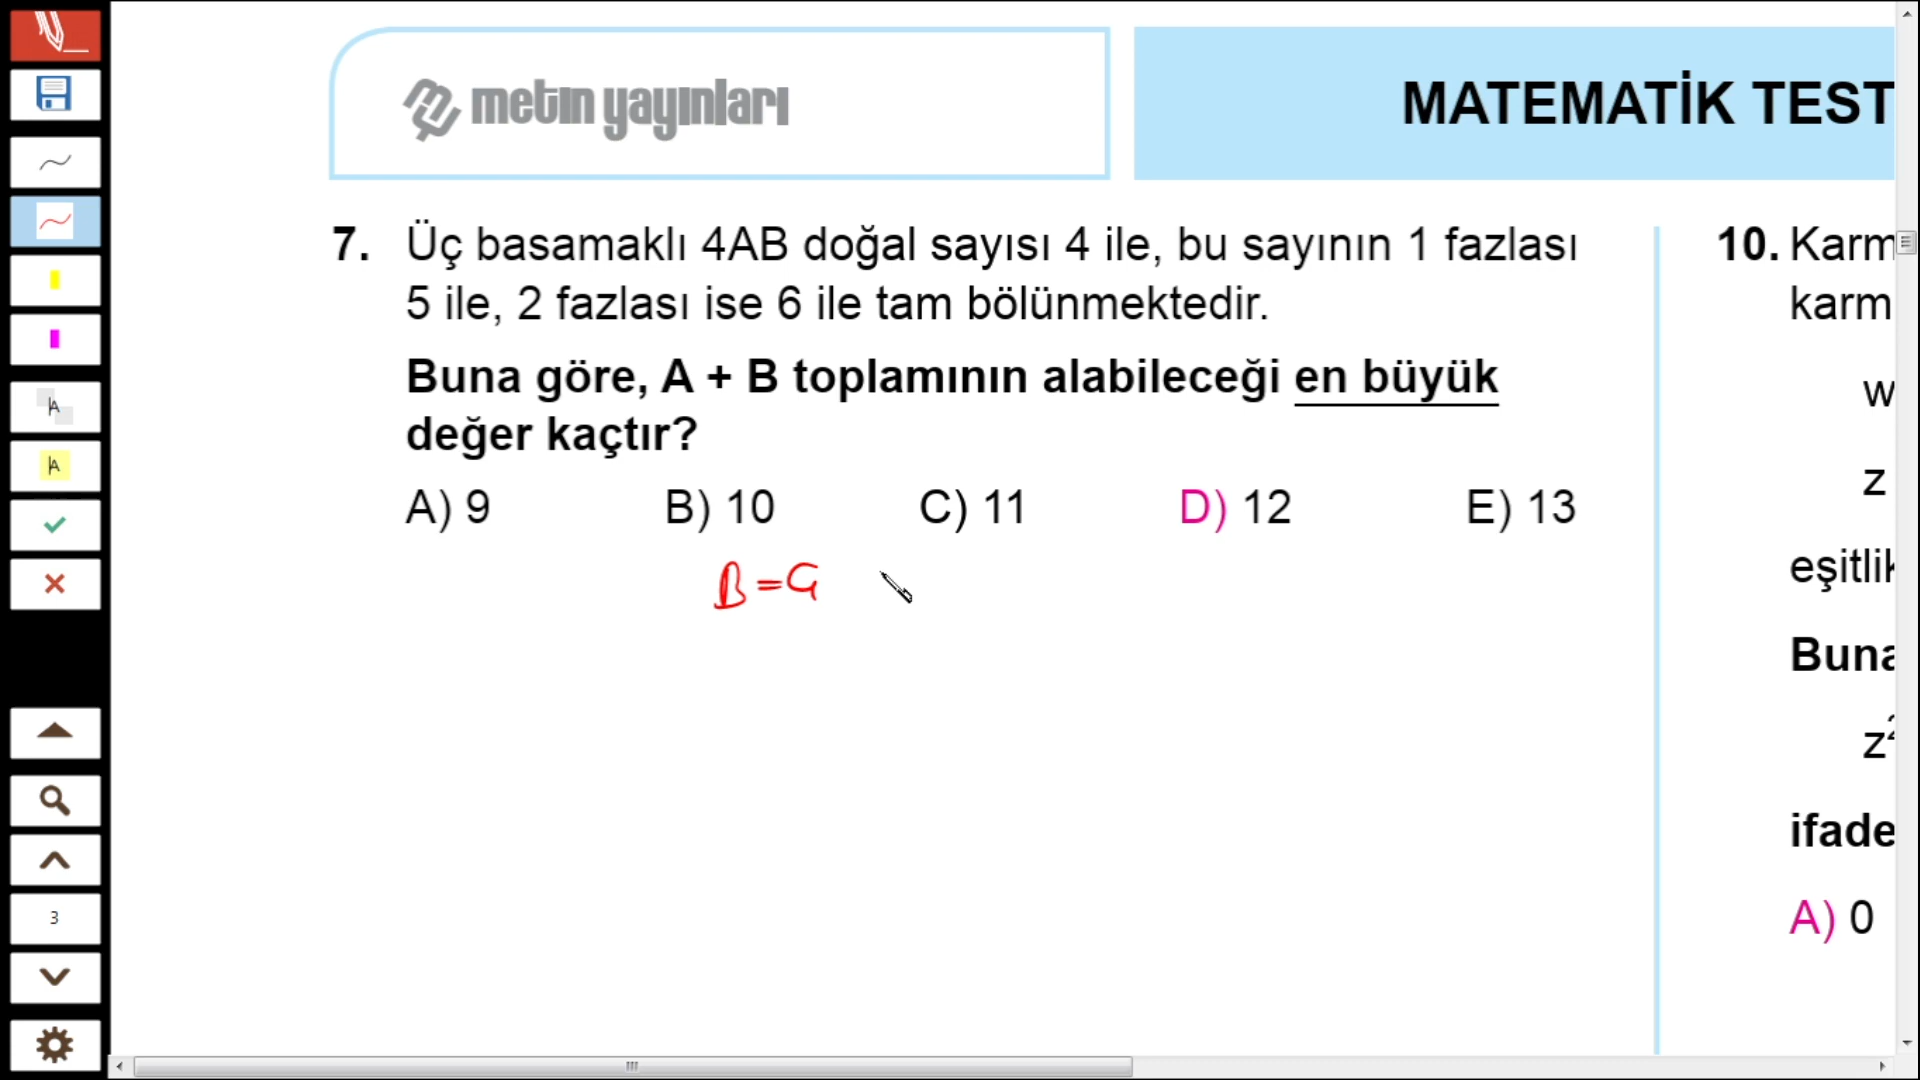 metin yayınları
MATEMATİK TEST
7. Üç basamaklı 4AB doğal sayısı 4 ile, bu sayının 1 fazlası
5 ile, 2 fazlası ise 6 ile tam bölünmektedir.
Buna göre, A + B toplamının alabileceği en büyük
değer kaçtır?
A) 9 B) 10 C) 11 D) 12 E) 13
B = G
10. Karm
karm
w
z
eşitlik
Buna
z²
ifade
A) 0
A
A
3